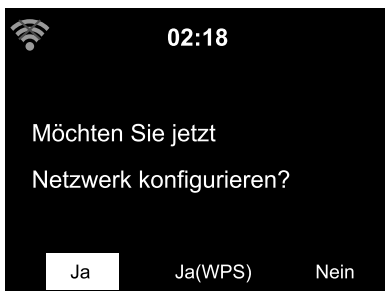 02:18
Möchten Sie jetzt
Netzwerk konfigurieren?
Ja Ja(WPS) Nein